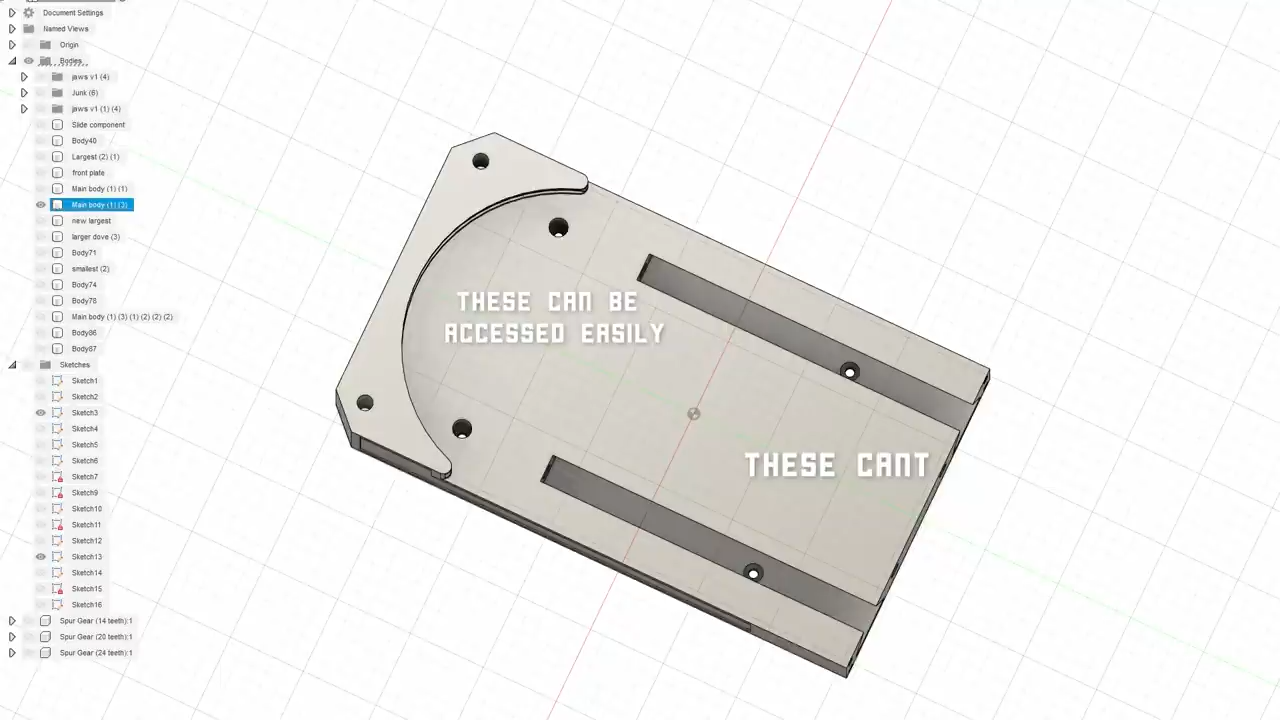 Document Settings
Named Views
Origin
Bodies
jaws v1 (4)
Junk (6)
jaws v1 (1) (4)
Slide component
Body40
Largest (2) (1)
front plate
Main body (1) (1)
Main body (1) (3)
new largest
larger dove (3)
Body71
smallest (2)
Body74
Body78
Main body (1) (3) (1) (2) (2) (2)
Body86
Body87
Sketches
Sketch1
Sketch2
Sketch3
Sketch4
Sketch5
Sketch6
Sketch7
Sketch9
Sketch10
Sketch11
Sketch12
Sketch13
Sketch14
Sketch15
Sketch16
Spur Gear (14 teeth):1
Spur Gear (20 teeth):1
Spur Gear (24 teeth):1
THESE CAN BE
ACCESSED EASILY
THESE CANT